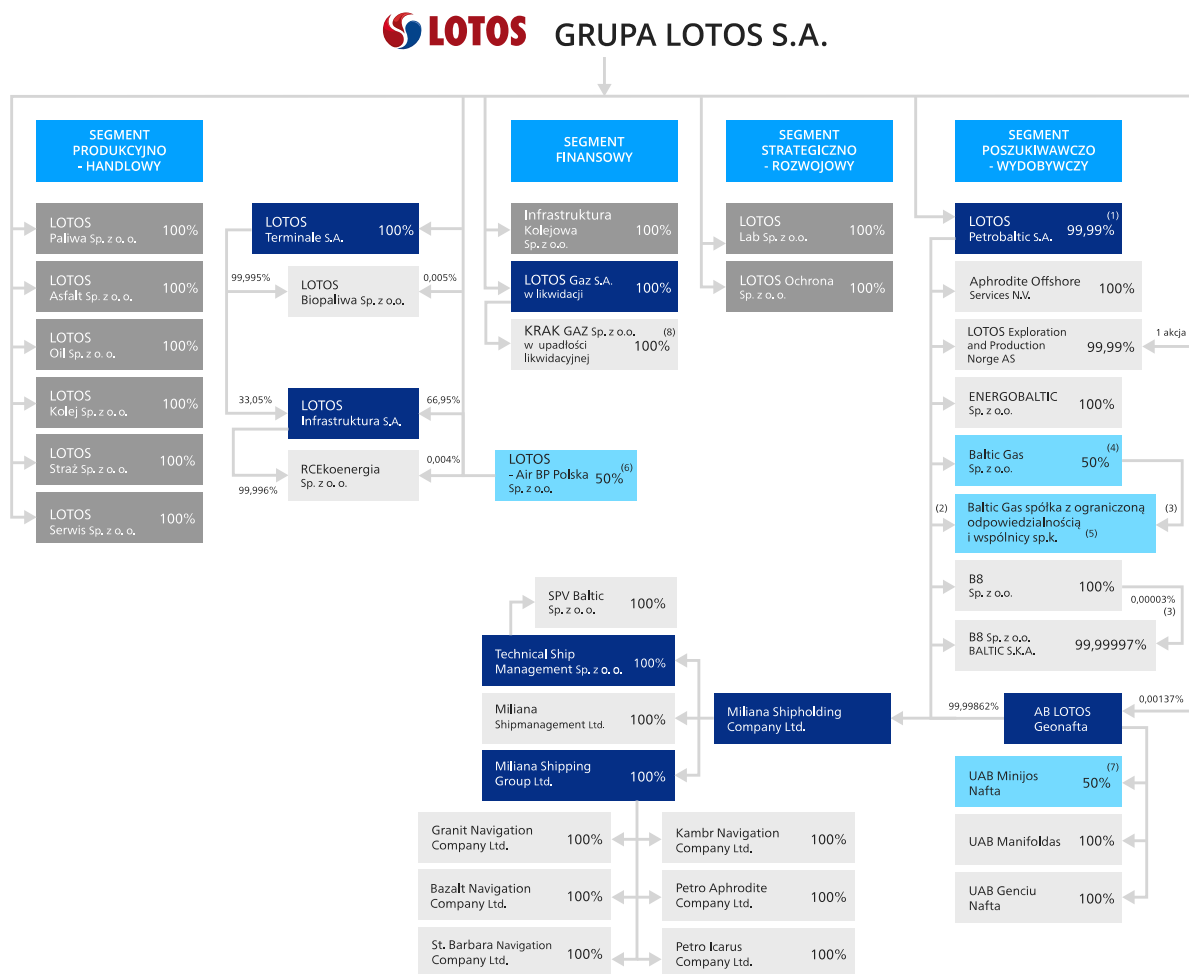 LOTOS GRUPA LOTOS S.A.
SEGMENT
PRODUKCYJNO
- HANDLOWY
LOTOS
Paliwa Sp. z o. o. 100%
LOTOS
Asfalt Sp. z o. o. 100%
LOTOS
Oil Sp. z o. o. 100%
LOTOS
Kolej Sp. z o. o. 100%
LOTOS
Straż Sp. z o. o. 100%
LOTOS
Serwis Sp. z o. o. 100%
LOTOS
Terminale S.A. 100%
99,995%
0,005%
LOTOS
Biopaliwa Sp. z o.o.
33,05%
66,95%
LOTOS
Infrastruktura S.A.
99,996%
0,004%
RCEkoenergia
Sp. z o. o.
SEGMENT
FINANSOWY
Infrastruktura
Kolejowa
Sp. z o.o.
100%
LOTOS Gaz S.A.
w likwidacji
100%
KRAK GAZ Sp. z o.o. (8)
w upadłości
likwidacyjnej
100%
LOTOS
- Air BP Polska
Sp. z o.o.
50% (6)
SEGMENT
STRATEGICZNO
- ROZWOJOWY
LOTOS
Lab Sp. z o.o. 100%
LOTOS Ochrona
Sp. z o. o. 100%
SEGMENT
POSZUKIWAWCZO
- WYDOBYWCZY
LOTOS (1)
Petrobaltic S.A. 99,99%
Aphrodite Offshore
Services N.V. 100%
LOTOS Exploration
and Production
Norge AS
99,99%
1 akcja
ENERGOBALTIC
Sp. z o.o. 100%
Baltic Gas (4)
Sp. z o.o. 50%
(2)
(3)
Baltic Gas spółka z ograniczoną
odpowiedzialnością
i wspólnicy sp.k. (5)
B8
Sp. z o.o. 100%
0,00003%
(3)
B8 Sp. z o.o.
BALTIC S.K.A. 99,99997%
99,99862%
0,00137%
AB LOTOS
Geonafta
UAB Minijos (7)
Nafta 50%
UAB Manifoldas 100%
UAB Genciu
Nafta 100%
Miliana Shipholding
Company Ltd.
SPV Baltic
Sp. z o. o. 100%
Technical Ship
Management Sp. z o. o. 100%
Miliana
Shipmanagement Ltd. 100%
Miliana Shipping
Group Ltd. 100%
Granit Navigation
Company Ltd. 100%
Kambr Navigation
Company Ltd. 100%
Bazalt Navigation
Company Ltd. 100%
Petro Aphrodite
Company Ltd. 100%
St. Barbara Navigation
Company Ltd. 100%
Petro Icarus
Company Ltd. 100%